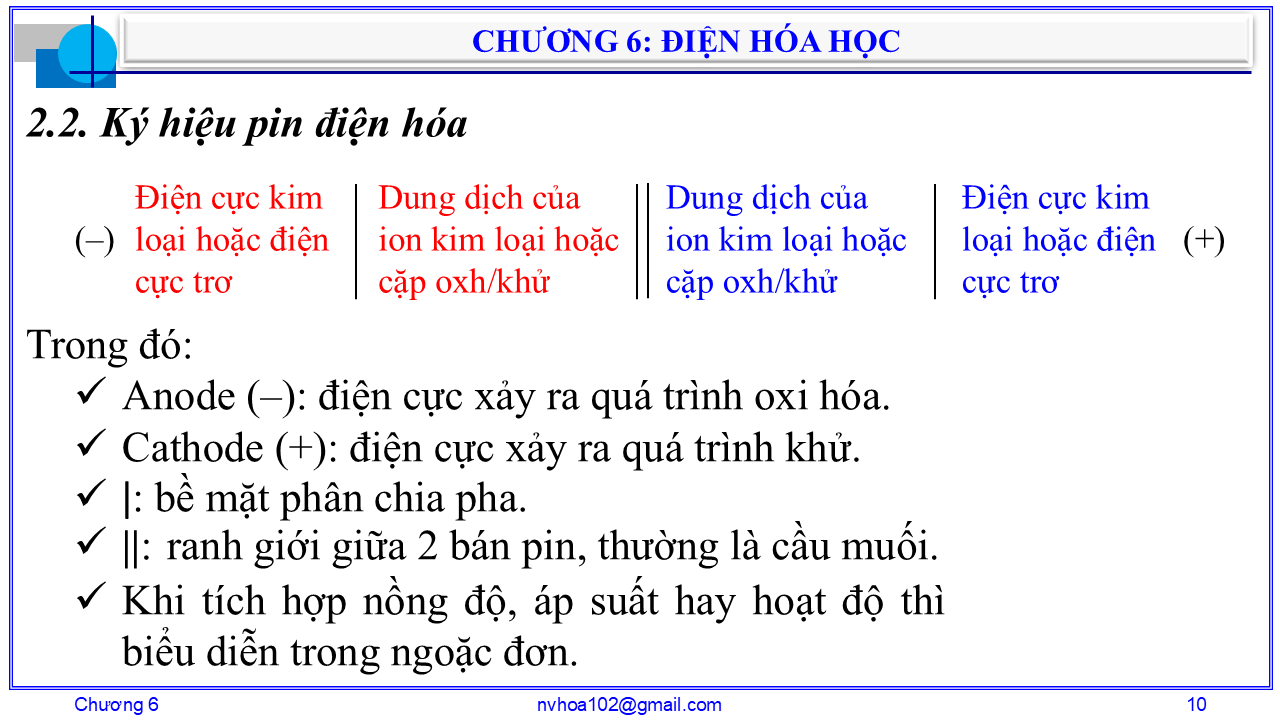 CHƯƠNG 6: ĐIỆN HÓA HỌC
2.2. Ký hiệu pin điện hóa
(–)
Điện cực kim
loại hoặc điện
cực trơ
Dung dịch của
ion kim loại hoặc
cặp oxh/khử
Dung dịch của
ion kim loại hoặc
cặp oxh/khử
Điện cực kim
loại hoặc điện
cực trơ
(+)
Trong đó:
✓ Anode (–): điện cực xảy ra quá trình oxi hóa.
✓ Cathode (+): điện cực xảy ra quá trình khử.
✓ |: bề mặt phân chia pha.
✓ ||: ranh giới giữa 2 bán pin, thường là cầu muối.
✓ Khi tích hợp nồng độ, áp suất hay hoạt độ thì
biểu diễn trong ngoặc đơn.
Chương 6
nvhoa102@gmail.com
10